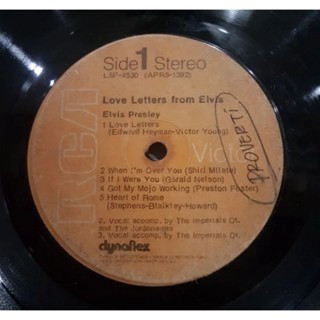 Side 1 Stereo
LSP-4530 (APRS-1392)
Love Letters from Elvis
Elvis Presley
1 Love Letters
(Edward Heyman-Victor Young)
RCA Victor
PROVERTI
2 When I'm Over You (Shirl Milete)
3 If I Were You (Gerald Nelson)
4 Got My Mojo Working (Preston Foster)
5 Heart of Rome
(Stephens-Blaikley-Howard)
2. Vocal accomp. by The Imperials Qt.
and The Jordonaires
3. Vocal accomp. by The Imperials Qt.
dynaflex